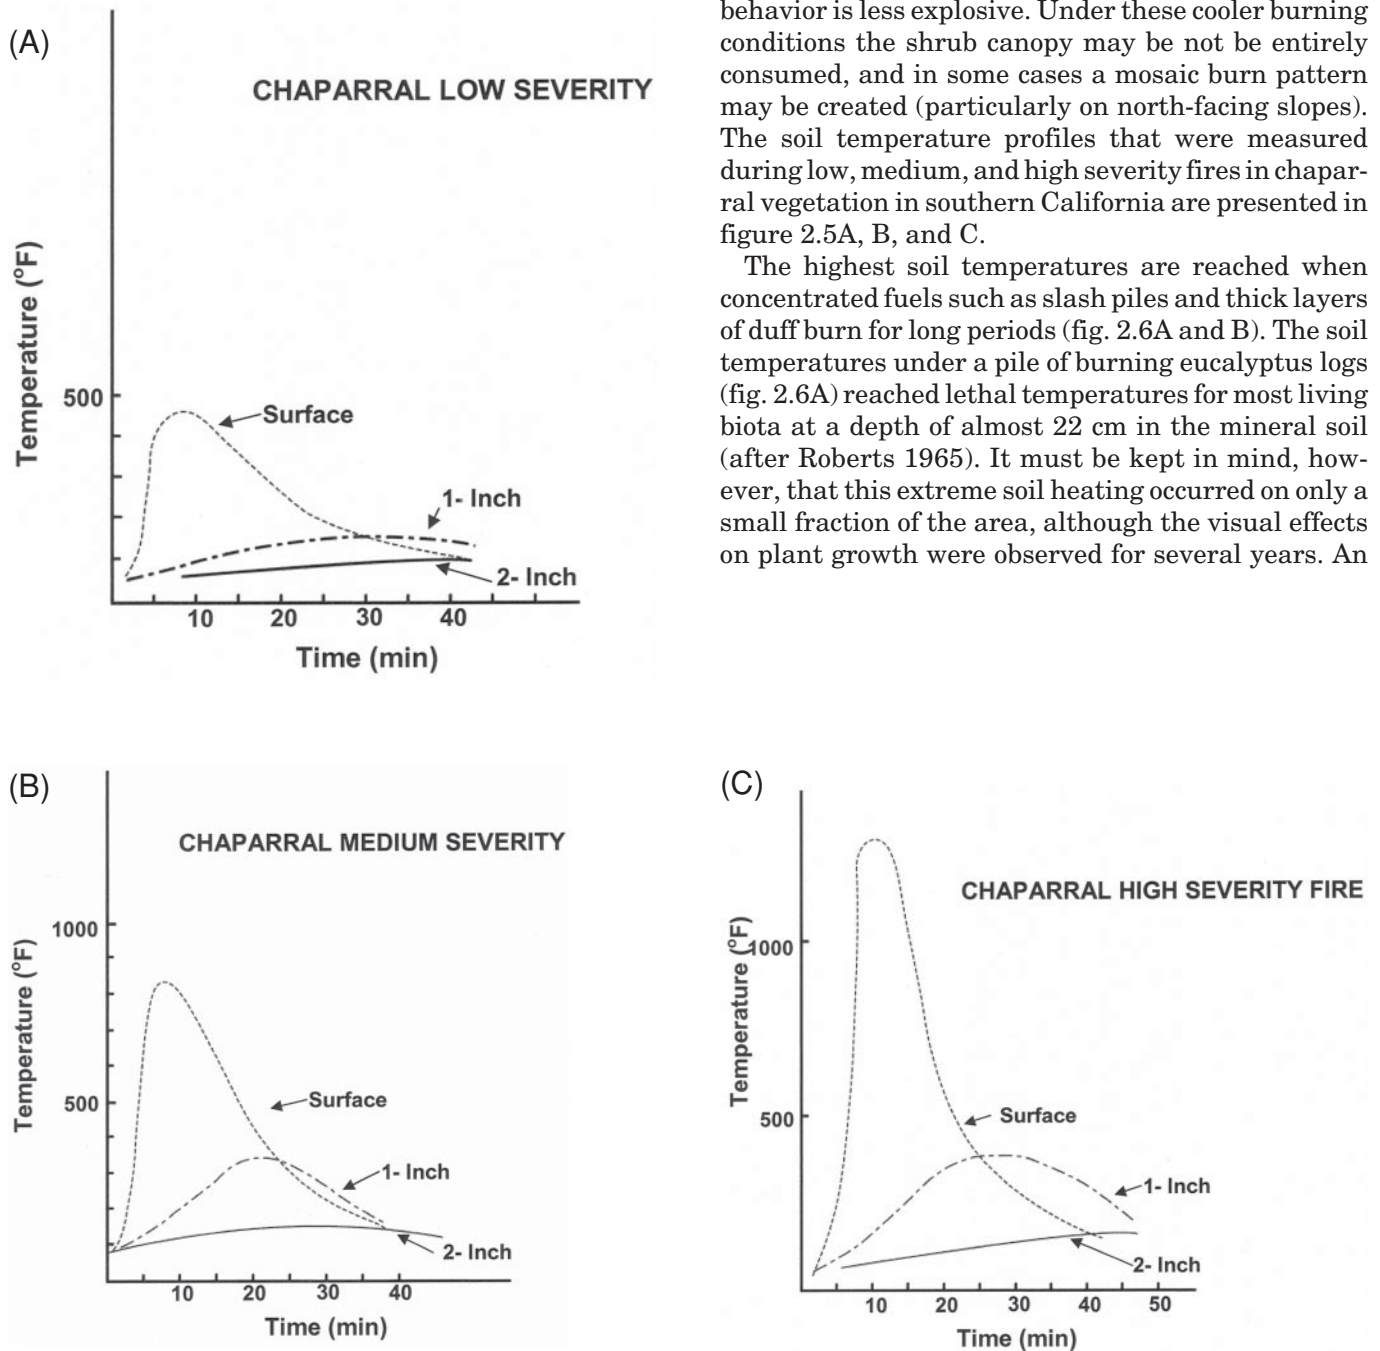 (A)
CHAPARRAL LOW SEVERITY
Temperature (°F)
500
Surface
1- Inch
2- Inch
10 20 30 40
Time (min)
behavior is less explosive. Under these cooler burning
conditions the shrub canopy may be not be entirely
consumed, and in some cases a mosaic burn pattern
may be created (particularly on north-facing slopes).
The soil temperature profiles that were measured
during low, medium, and high severity fires in chapar-
ral vegetation in southern California are presented in
figure 2.5A, B, and C.
The highest soil temperatures are reached when
concentrated fuels such as slash piles and thick layers
of duff burn for long periods (fig. 2.6A and B). The soil
temperatures under a pile of burning eucalyptus logs
(fig. 2.6A) reached lethal temperatures for most living
biota at a depth of almost 22 cm in the mineral soil
(after Roberts 1965). It must be kept in mind, how-
ever, that this extreme soil heating occurred on only a
small fraction of the area, although the visual effects
on plant growth were observed for several years. An
(B)
CHAPARRAL MEDIUM SEVERITY
Temperature (°F)
1000
500
Surface
1- Inch
2- Inch
10 20 30 40
Time (min)
(C)
CHAPARRAL HIGH SEVERITY FIRE
Temperature (°F)
1000
500
Surface
1- Inch
2- Inch
10 20 30 40 50
Time (min)